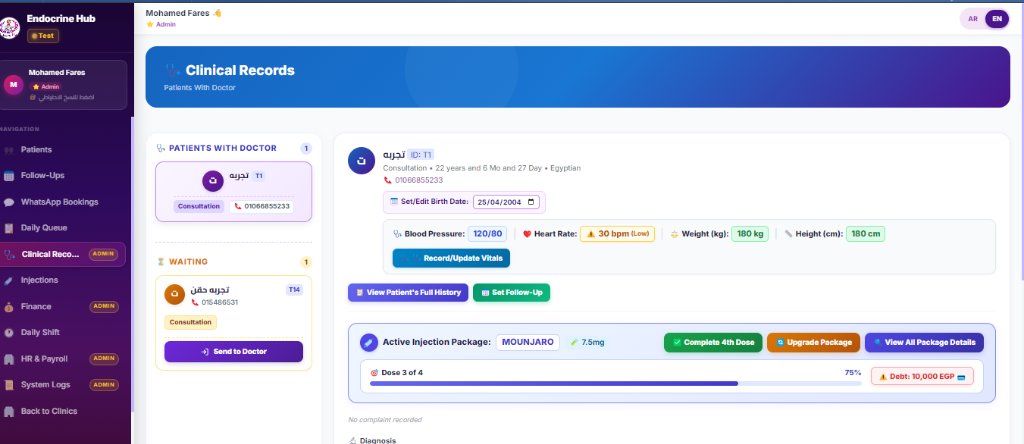 Endocrine Hub
Test
Mohamed Fares
Admin
M
Mohamed Fares
Admin
NAVIGATION
Patients
Follow-Ups
WhatsApp Bookings
Daily Queue
Clinical Reco... ADMIN
Injections
Finance ADMIN
Daily Shift
HR & Payroll ADMIN
System Logs ADMIN
Back to Clinics
AR EN
Clinical Records
Patients With Doctor
PATIENTS WITH DOCTOR 1
ت
تجربه T1
Consultation 01066855233
WAITING 1
ت
تجربه حقن T14
015486531
Consultation
Send to Doctor
ت
تجربه ID: T1
Consultation • 22 years and 6 Mo and 27 Day • Egyptian
01066855233
Set/Edit Birth Date: 25/04/2004
Blood Pressure: 120/80 Heart Rate: 30 bpm (Low) Weight (kg): 180 kg Height (cm): 180 cm
Record/Update Vitals
View Patient's Full History Set Follow-Up
Active Injection Package: MOUNJARO 7.5mg Complete 4th Dose Upgrade Package View All Package Details
Dose 3 of 4 75% Debt: 10,000 EGP
No complaint recorded
Diagnosis